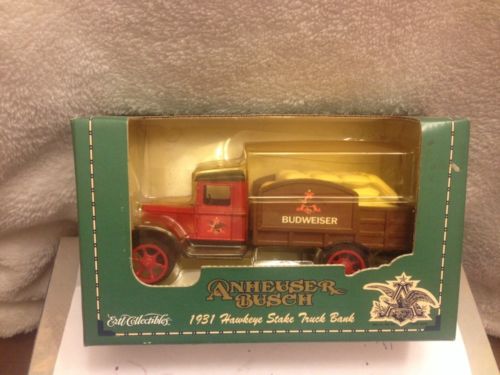 BUDWEISER
ANHEUSER
BUSCH
Ertl Collectibles
1931 Hawkeye Stake Truck Bank